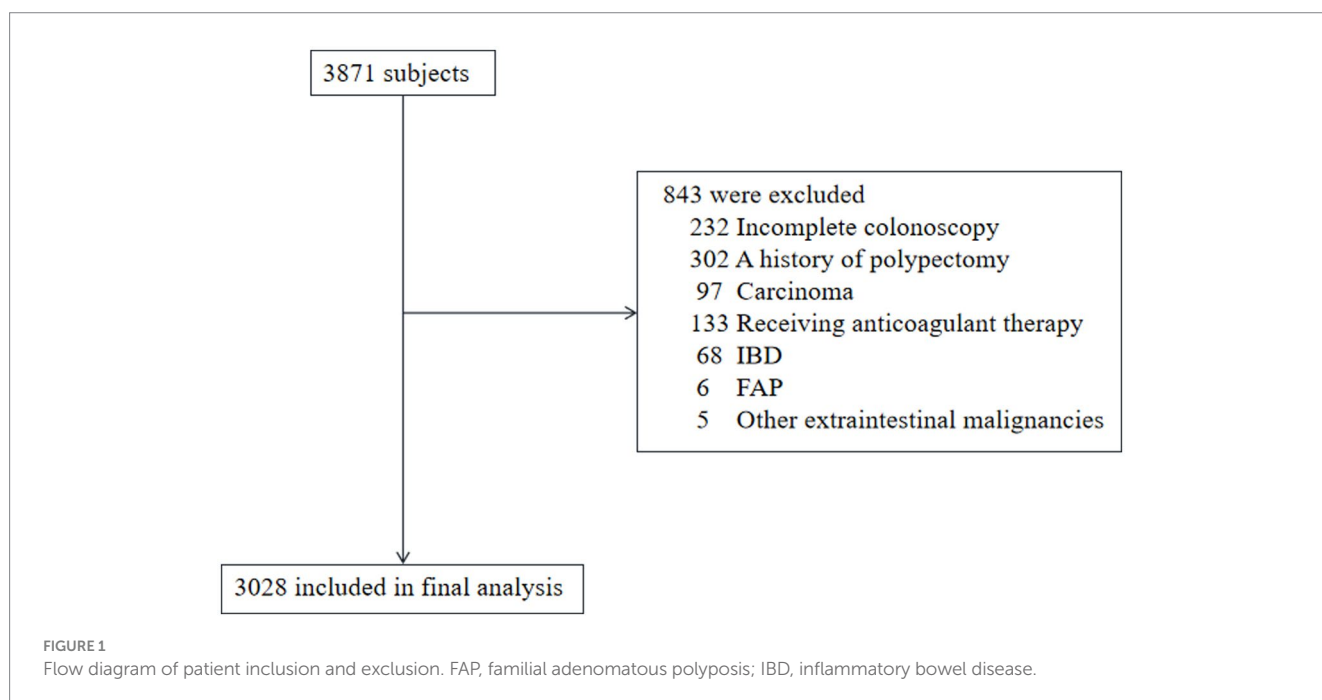 3871 subjects
843 were excluded
232 Incomplete colonoscopy
302 A history of polypectomy
97 Carcinoma
133 Receiving anticoagulant therapy
68 IBD
6 FAP
5 Other extraintestinal malignancies
3028 included in final analysis
FIGURE 1
Flow diagram of patient inclusion and exclusion. FAP, familial adenomatous polyposis; IBD, inflammatory bowel disease.